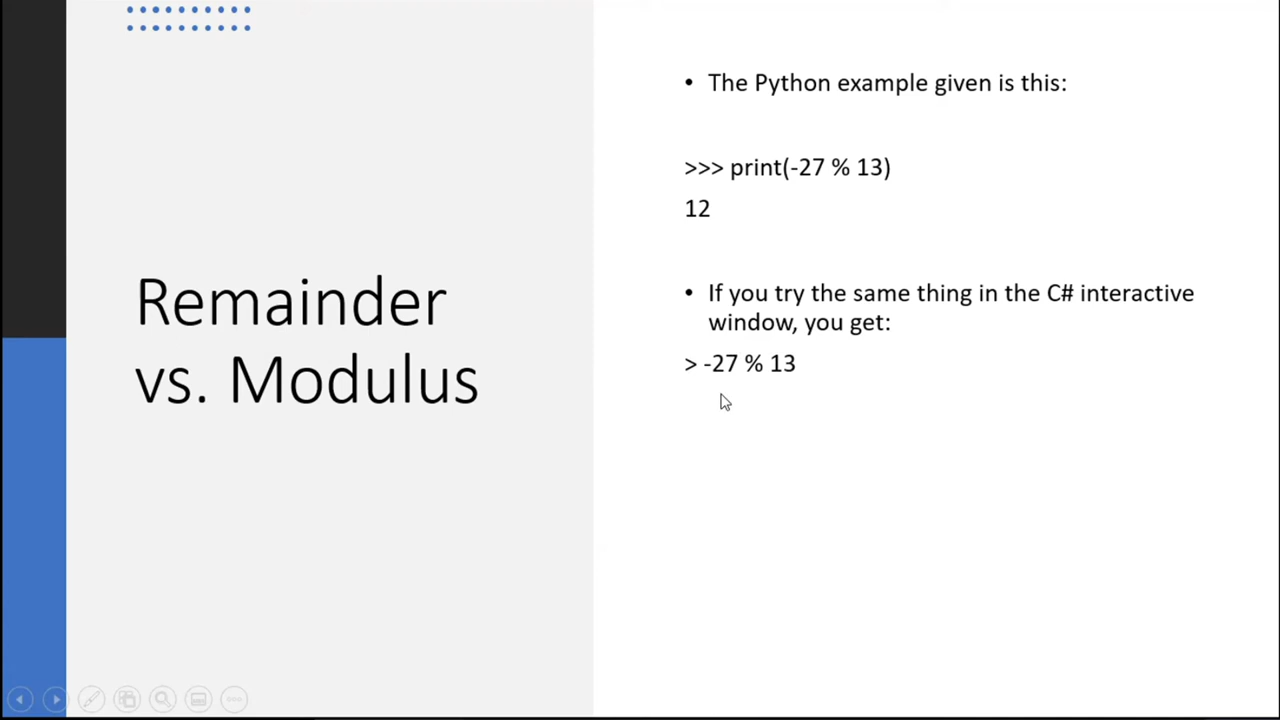 Remainder
vs. Modulus
• The Python example given is this:
>>> print(-27 % 13)
12
• If you try the same thing in the C# interactive
window, you get:
> -27 % 13